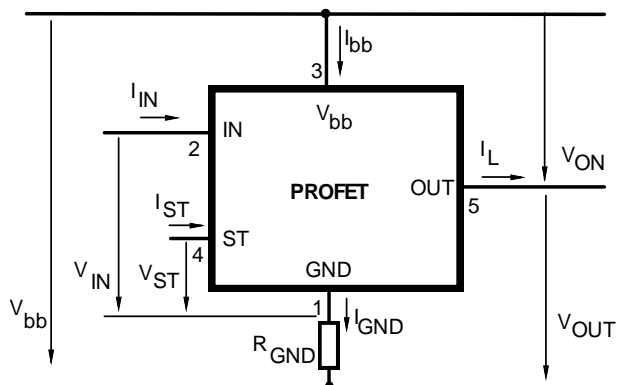 I_bb
3
I_IN
V_bb
IN
2
I_L
V_ON
PROFET
OUT
I_ST
5
ST
4
V_IN
V_ST
GND
V_bb
1
I_GND
V_OUT
R_GND